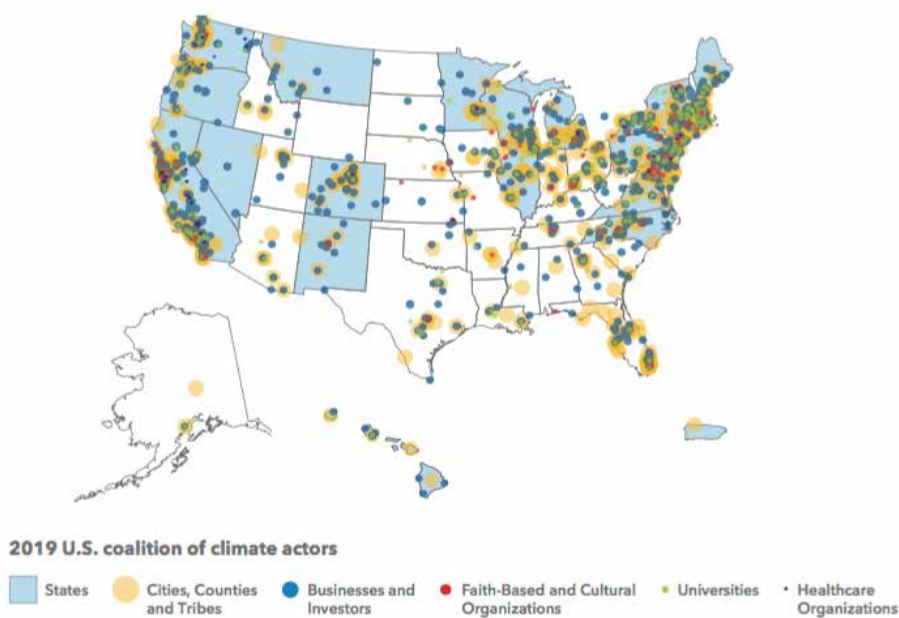 2019 U.S. coalition of climate actors
States
Cities, Counties
and Tribes
Businesses and
Investors
Faith-Based and Cultural
Organizations
Universities
Healthcare
Organizations